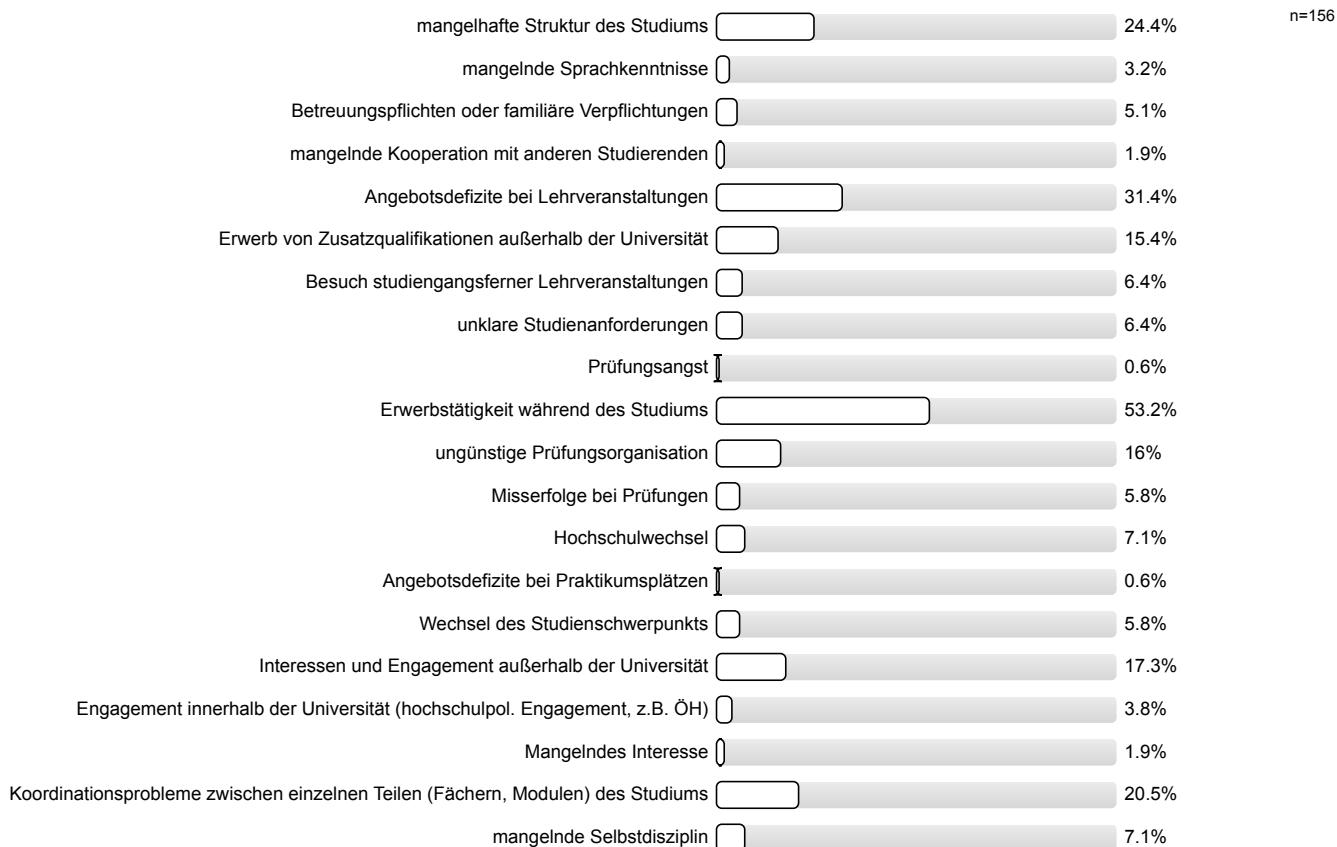 n=156
mangelhafte Struktur des Studiums 24.4%
mangelnde Sprachkenntnisse 3.2%
Betreuungspflichten oder familiäre Verpflichtungen 5.1%
mangelnde Kooperation mit anderen Studierenden 1.9%
Angebotsdefizite bei Lehrveranstaltungen 31.4%
Erwerb von Zusatzqualifikationen außerhalb der Universität 15.4%
Besuch studiengangsferner Lehrveranstaltungen 6.4%
unklare Studienanforderungen 6.4%
Prüfungsangst 0.6%
Erwerbstätigkeit während des Studiums 53.2%
ungünstige Prüfungsorganisation 16%
Misserfolge bei Prüfungen 5.8%
Hochschulwechsel 7.1%
Angebotsdefizite bei Praktikumsplätzen 0.6%
Wechsel des Studienschwerpunkts 5.8%
Interessen und Engagement außerhalb der Universität 17.3%
Engagement innerhalb der Universität (hochschulpol. Engagement, z.B. ÖH) 3.8%
Mangelndes Interesse 1.9%
Koordinationsprobleme zwischen einzelnen Teilen (Fächern, Modulen) des Studiums 20.5%
mangelnde Selbstdisziplin 7.1%